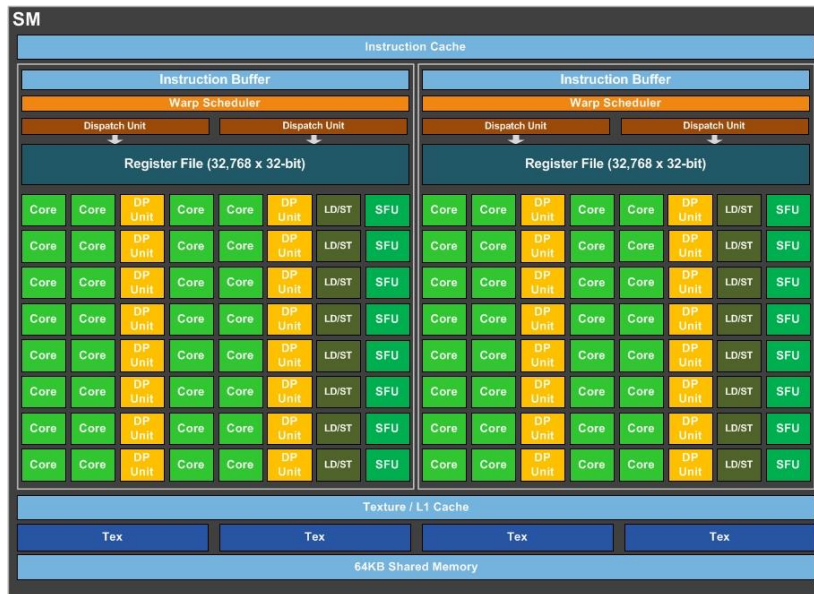 SM
Instruction Cache
Instruction Buffer Instruction Buffer
Warp Scheduler Warp Scheduler
Dispatch Unit Dispatch Unit Dispatch Unit Dispatch Unit
Register File (32,768 x 32-bit) Register File (32,768 x 32-bit)
Core Core DP Unit Core Core DP Unit LD/ST SFU Core Core DP Unit Core Core DP Unit LD/ST SFU
Core Core DP Unit Core Core DP Unit LD/ST SFU Core Core DP Unit Core Core DP Unit LD/ST SFU
Core Core DP Unit Core Core DP Unit LD/ST SFU Core Core DP Unit Core Core DP Unit LD/ST SFU
Core Core DP Unit Core Core DP Unit LD/ST SFU Core Core DP Unit Core Core DP Unit LD/ST SFU
Core Core DP Unit Core Core DP Unit LD/ST SFU Core Core DP Unit Core Core DP Unit LD/ST SFU
Core Core DP Unit Core Core DP Unit LD/ST SFU Core Core DP Unit Core Core DP Unit LD/ST SFU
Core Core DP Unit Core Core DP Unit LD/ST SFU Core Core DP Unit Core Core DP Unit LD/ST SFU
Core Core DP Unit Core Core DP Unit LD/ST SFU Core Core DP Unit Core Core DP Unit LD/ST SFU
Texture / L1 Cache
Tex Tex Tex Tex
64KB Shared Memory